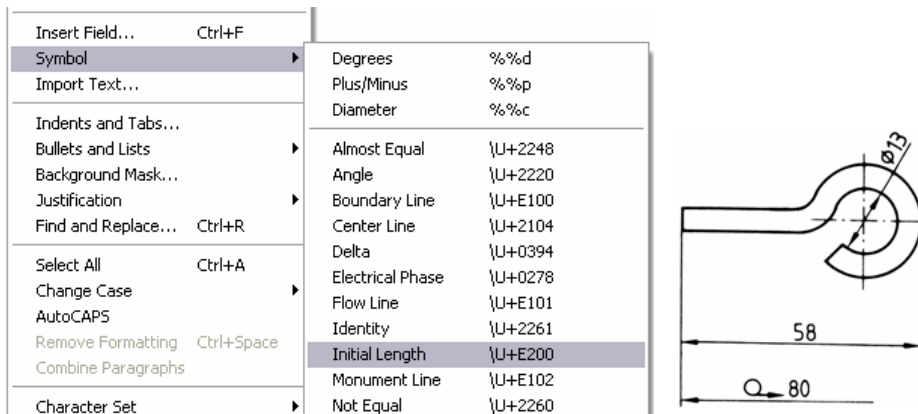 Insert Field... Ctrl+F
Symbol
Import Text...
Indents and Tabs...
Bullets and Lists
Background Mask...
Justification
Find and Replace... Ctrl+R
Select All Ctrl+A
Change Case
AutoCAPS
Remove Formatting Ctrl+Space
Combine Paragraphs
Character Set
Degrees %%d
Plus/Minus %%p
Diameter %%c
Almost Equal \U+2248
Angle \U+2220
Boundary Line \U+E100
Center Line \U+2104
Delta \U+0394
Electrical Phase \U+0278
Flow Line \U+E101
Identity \U+2261
Initial Length \U+E200
Monument Line \U+E102
Not Equal \U+2260
ø13
58
80